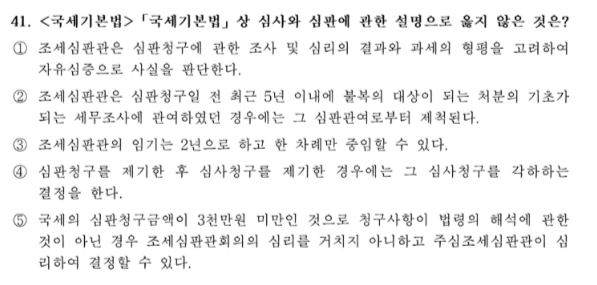 41. <국세기본법>「국세기본법」상 심사와 심판에 관한 설명으로 옳지 않은 것은?
① 조세심판관은 심판청구에 관한 조사 및 심리의 결과와 과세의 형평을 고려하여
자유심증으로 사실을 판단한다.
② 조세심판관은 심판청구일 전 최근 5년 이내에 불복의 대상이 되는 처분의 기초가
되는 세무조사에 관여하였던 경우에는 그 심판관여로부터 제척된다.
③ 조세심판관의 임기는 2년으로 하고 한 차례만 중임할 수 있다.
④ 심판청구를 제기한 후 심사청구를 제기한 경우에는 그 심사청구를 각하하는
결정을 한다.
⑤ 국세의 심판청구금액이 3천만원 미만인 것으로 청구사항이 법령의 해석에 관한
것이 아닌 경우 조세심판관회의의 심리를 거치지 아니하고 주심조세심판관이 심
리하여 결정할 수 있다.